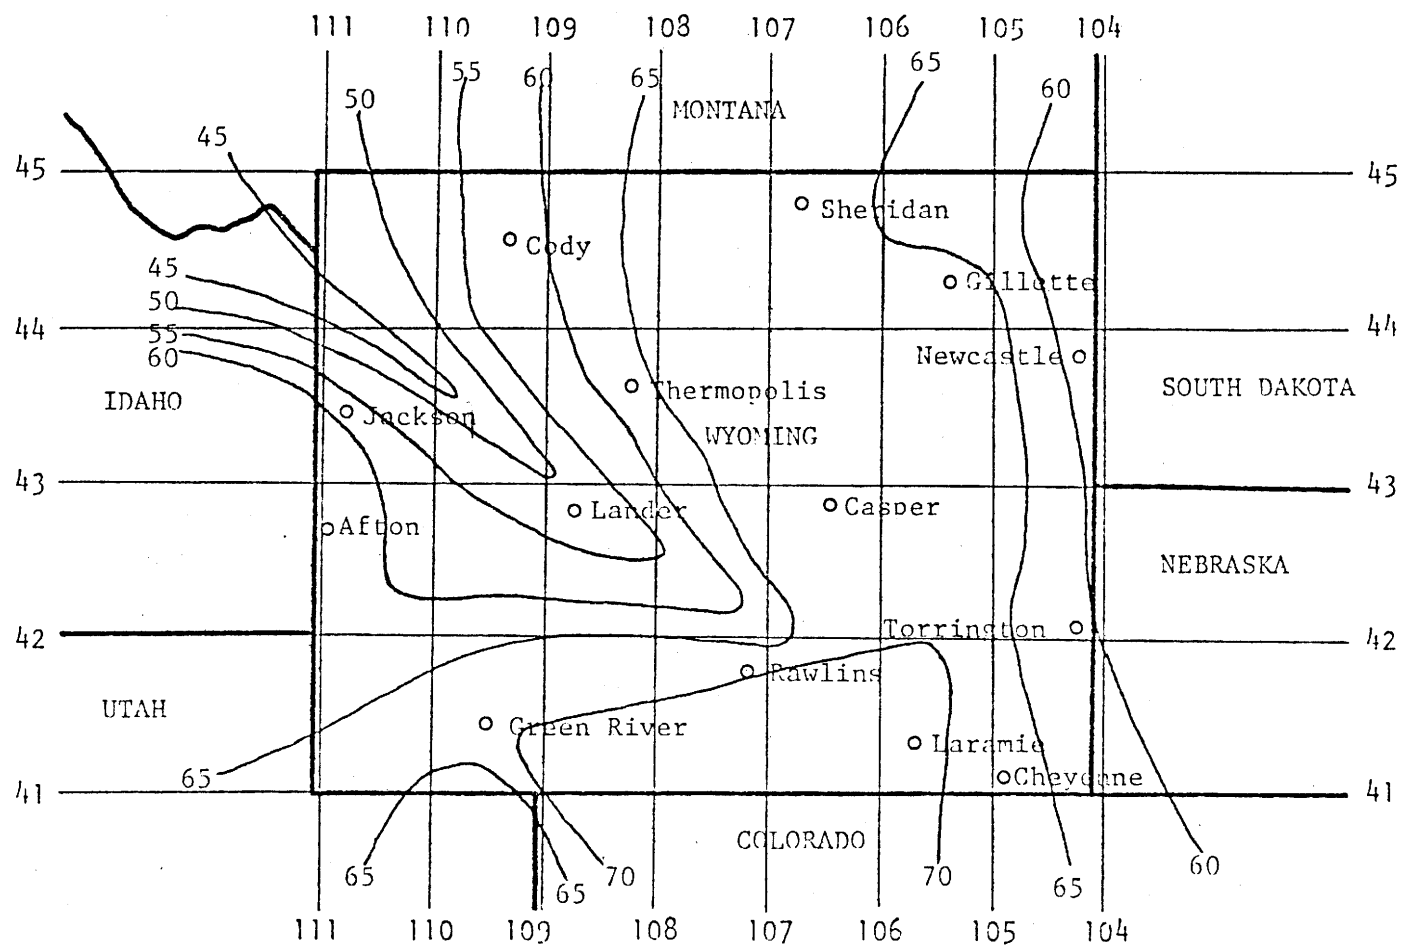 111 110 109 108 107 106 105 104
65
55 60 65
60
50
MONTANA
45
45 45
Sheridan
Cody
45
Gillette
50
44 44
55
Newcastle
60
SOUTH DAKOTA
Thermopolis
IDAHO
Jackson
WYOMING
43 43
Casper
Lander
Afton
NEBRASKA
Torrington
42 42
Rawlins
UTAH
Green River
Laramie
65
Cheyenne
41 41
COLORADO
60
65 70 70
65 65
111 110 109 108 107 106 105 104